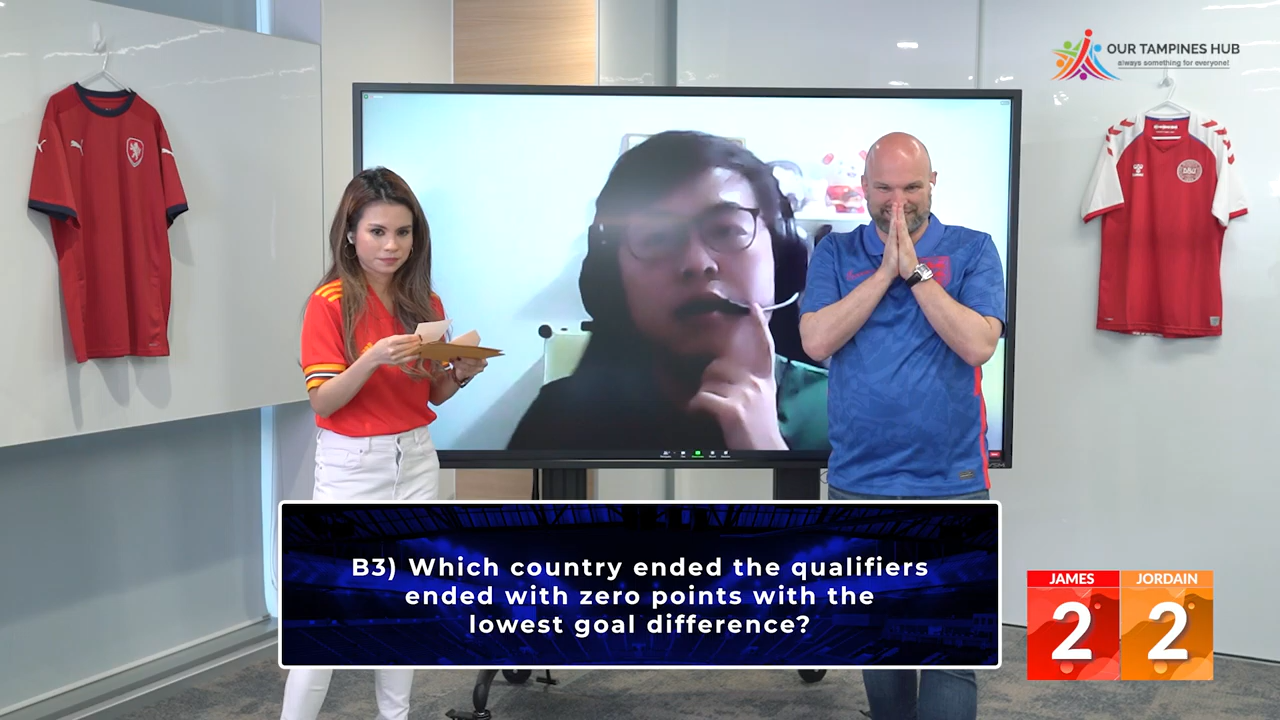 OUR TAMPINES HUB
always something for everyone!
B3) Which country ended the qualifiers
ended with zero points with the
lowest goal difference?
JAMES
JORDAIN
2
2